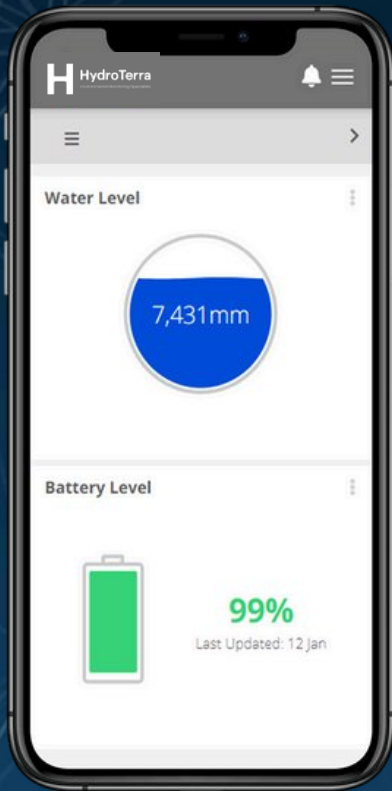 HydroTerra
Water Level
7,431mm
Battery Level
99%
Last Updated: 12 Jan